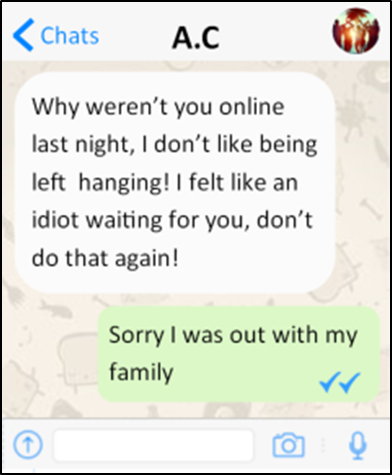 Chats
A.C
Why weren't you online
last night, I don't like being
left  hanging! I felt like an
idiot waiting for you, don't
do that again!
Sorry I was out with my
family